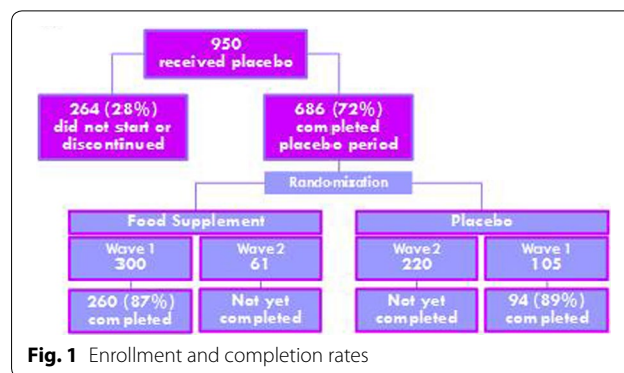 950
received placebo
264 (28%)
did not start or
discontinued
686 (72%)
completed
placebo period
Randomization
Food Supplement
Placebo
Wave 1
300
Wave 2
61
Wave 2
220
Wave 1
105
260 (87%)
completed
Not yet
completed
Not yet
completed
94 (89%)
completed
Fig. 1 Enrollment and completion rates